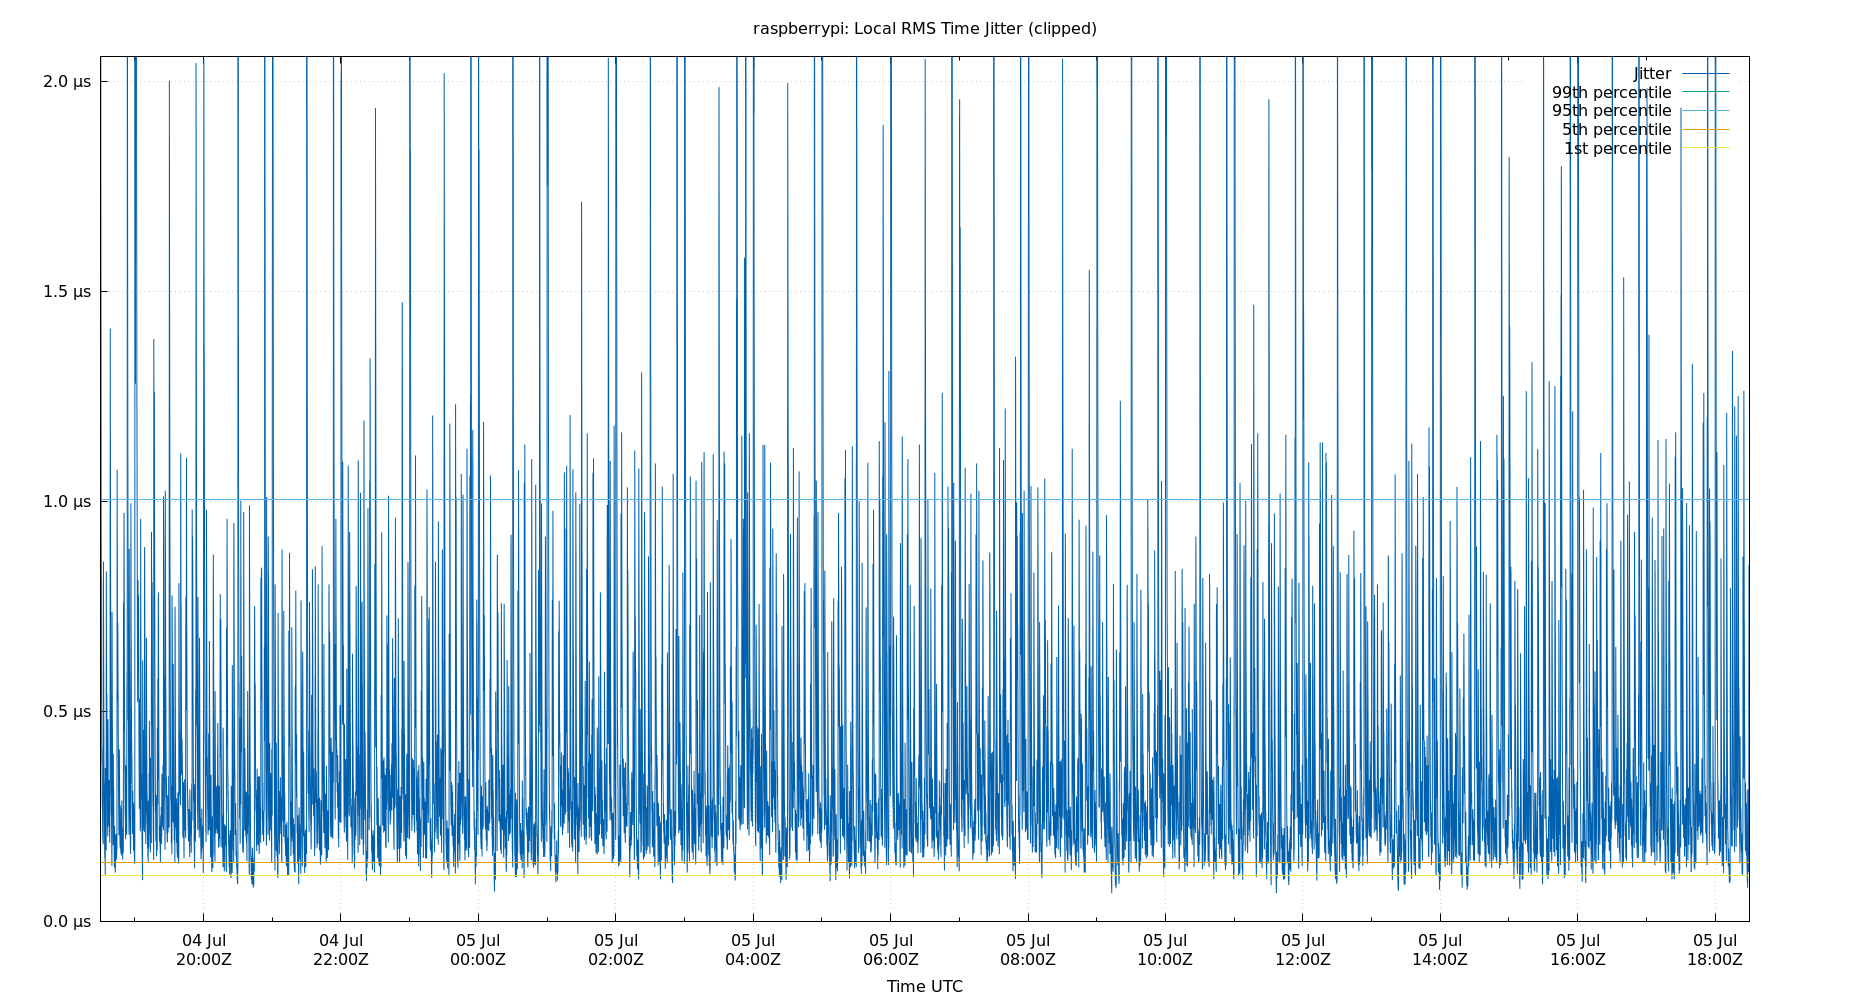 raspberrypi: Local RMS Time Jitter (clipped)
2.0 µs
1.5 µs
1.0 µs
0.5 µs
0.0 µs
Jitter
99th percentile
95th percentile
5th percentile
1st percentile
04 Jul 04 Jul 05 Jul 05 Jul 05 Jul 05 Jul 05 Jul 05 Jul 05 Jul 05 Jul 05 Jul 05 Jul
20:00Z 22:00Z 00:00Z 02:00Z 04:00Z 06:00Z 08:00Z 10:00Z 12:00Z 14:00Z 16:00Z 18:00Z
Time UTC